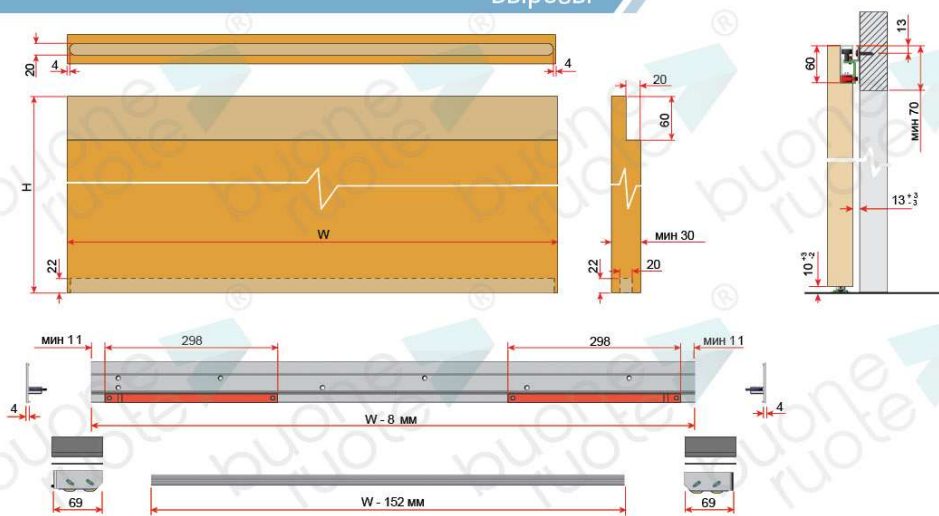 вырезы
20
4
4
20
60
H
W
22
22
мин 30
20
13
60
мин 70
13 +3 -3
10 +3 -2
мин 11
298
298
мин 11
4
4
W - 8 мм
69
W - 152 мм
69
buone ruote ®